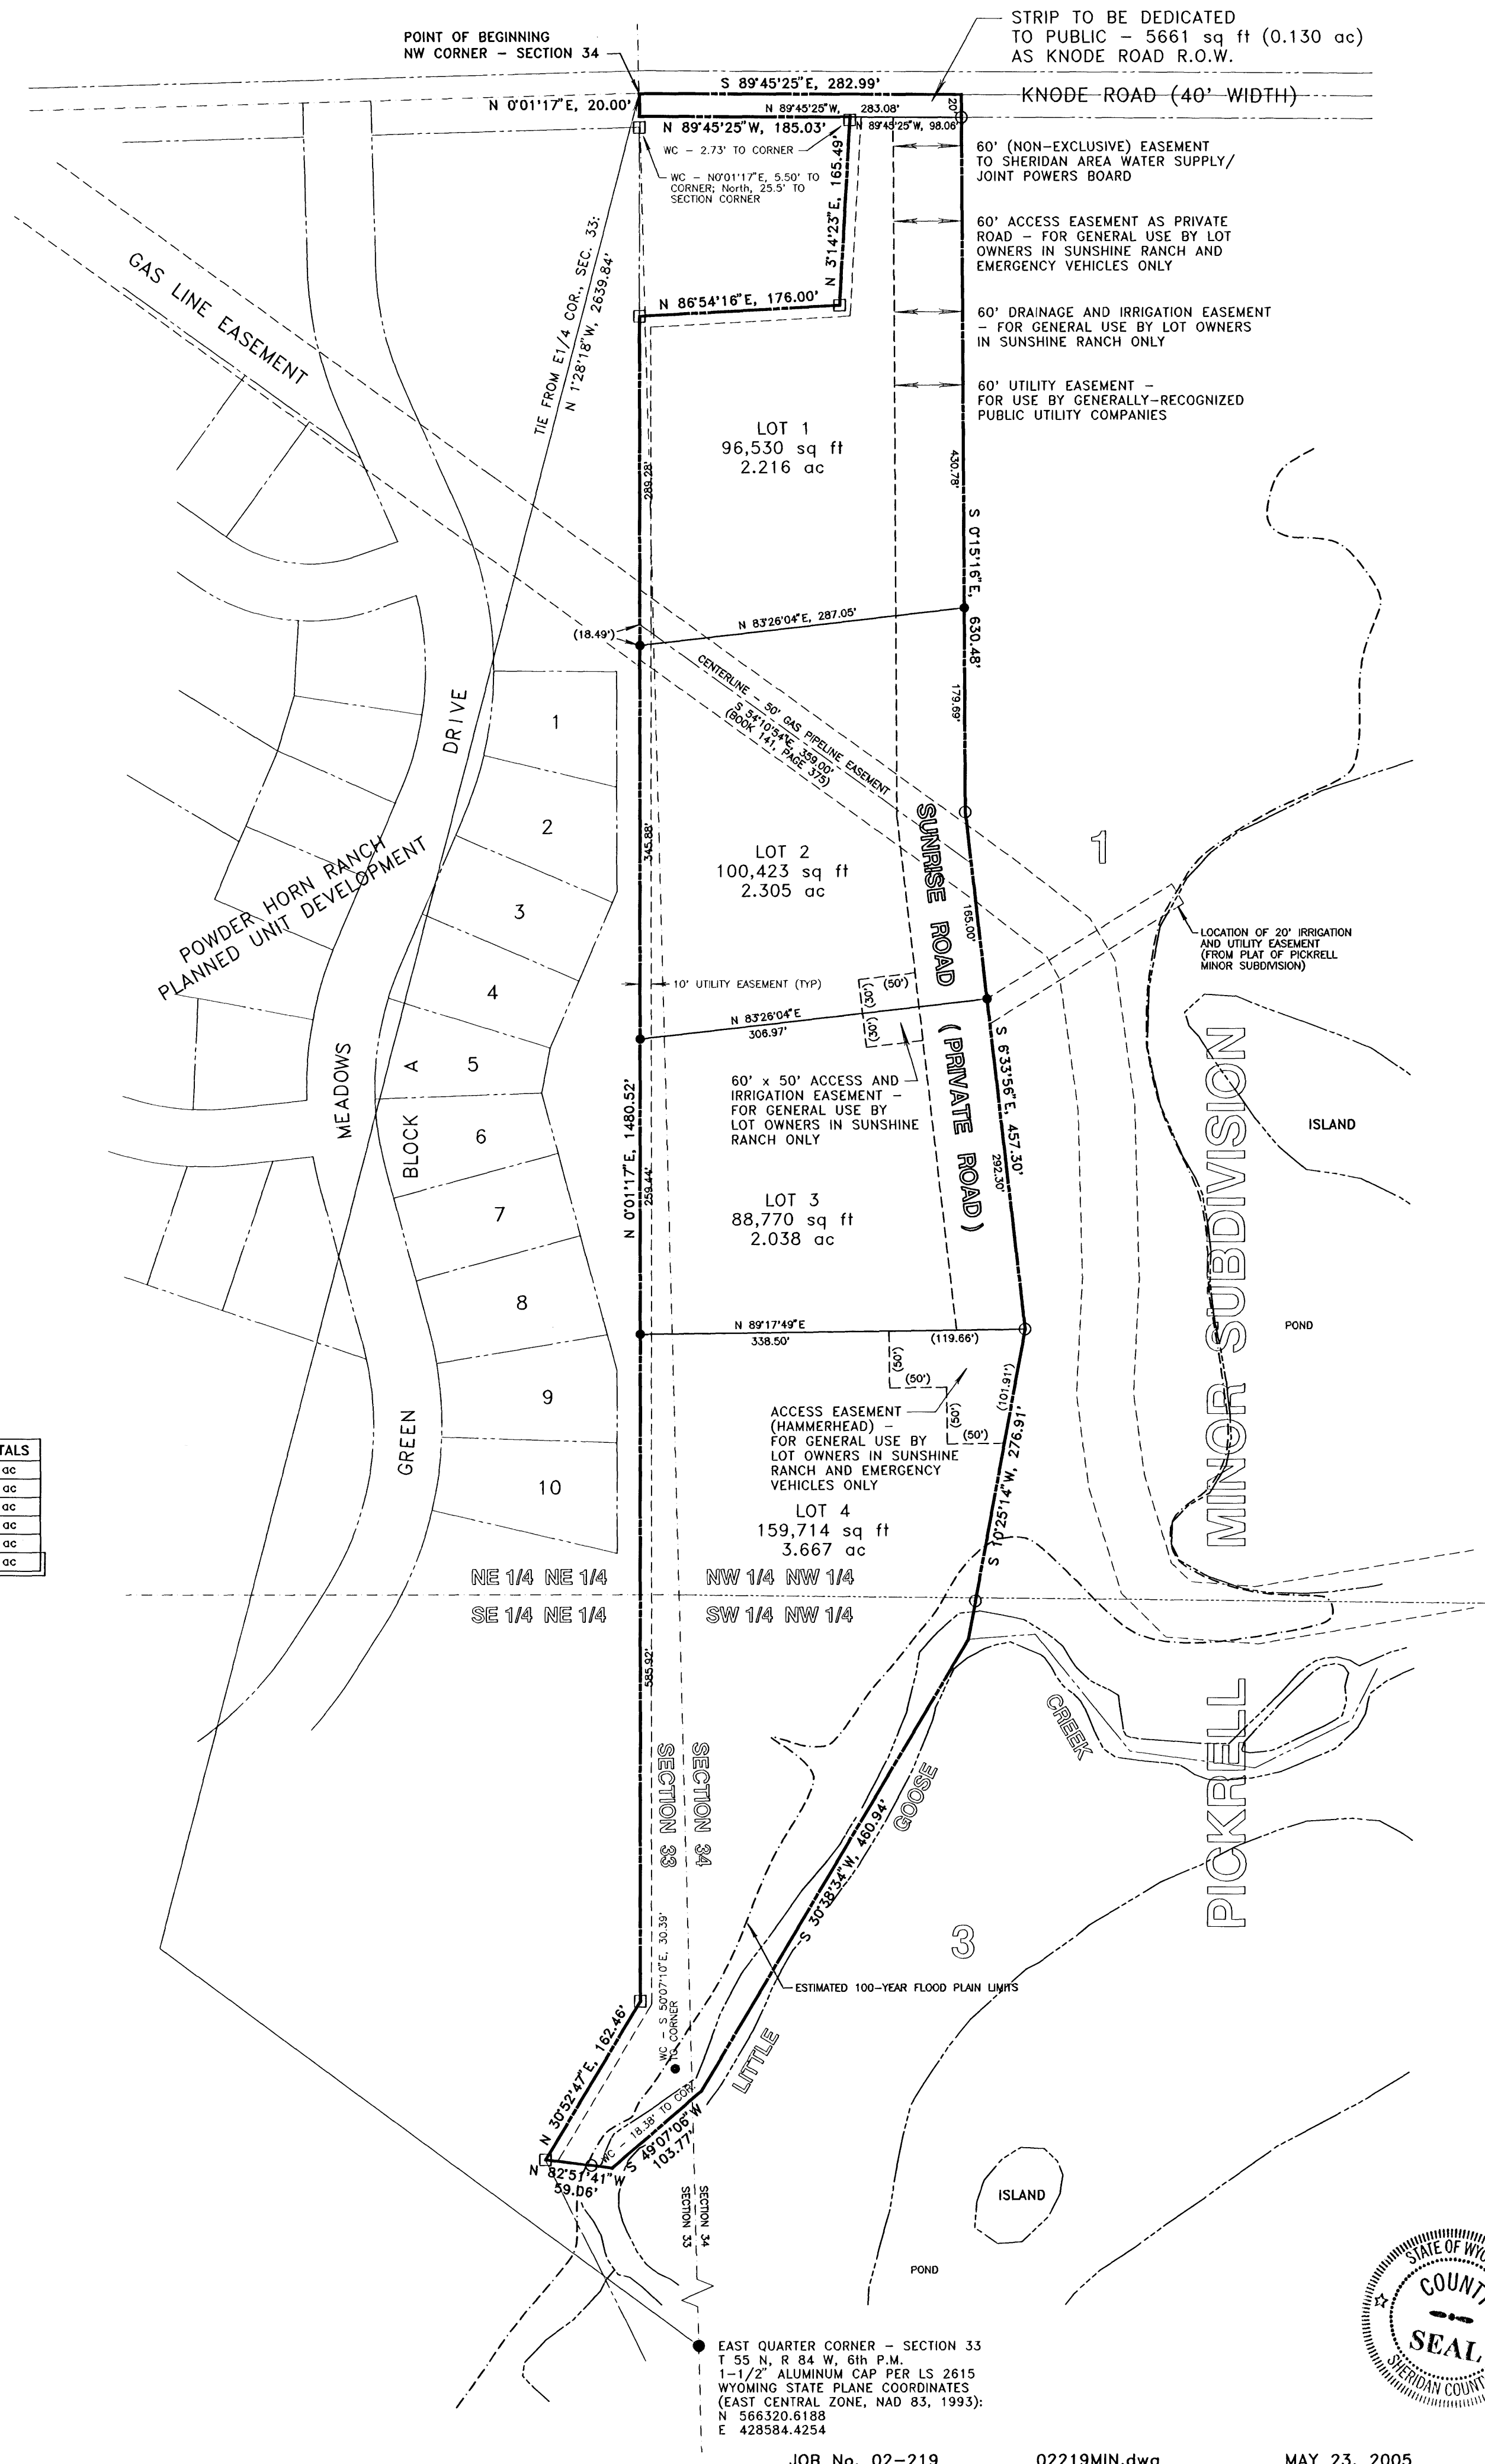 STRIP TO BE DEDICATED
TO PUBLIC – 5661 sq ft (0.130 ac)
AS KNODE ROAD R.O.W.
POINT OF BEGINNING
NW CORNER – SECTION 34
S 89°45'25"E, 282.99'
KNODE ROAD (40' WIDTH)
N 0°01'17"E, 20.00'
N 89°45'25"W, 283.08'
20'
N 89°45'25"W, 185.03'
N 89°45'25"W, 98.06'
WC – 2.73' TO CORNER
WC – N0°01'17"E, 5.50' TO
CORNER; North, 25.5' TO
SECTION CORNER
N 3°14'23"E, 165.49'
N 86°54'16"E, 176.00'
60' (NON-EXCLUSIVE) EASEMENT
TO SHERIDAN AREA WATER SUPPLY/
JOINT POWERS BOARD
60' ACCESS EASEMENT AS PRIVATE
ROAD – FOR GENERAL USE BY LOT
OWNERS IN SUNSHINE RANCH AND
EMERGENCY VEHICLES ONLY
60' DRAINAGE AND IRRIGATION EASEMENT
– FOR GENERAL USE BY LOT OWNERS
IN SUNSHINE RANCH ONLY
60' UTILITY EASEMENT –
FOR USE BY GENERALLY-RECOGNIZED
PUBLIC UTILITY COMPANIES
GAS LINE EASEMENT
TIE FROM E1/4 COR., SEC. 33:
N 1°28'18"W, 2639.84'
LOT 1
96,530 sq ft
2.216 ac
289.28'
430.78'
S 0°15'16"E, 630.48'
N 83°26'04"E, 287.05'
(18.49')
179.69'
CENTERLINE – 50' GAS PIPELINE EASEMENT
S 54°10'54"E, 359.00'
(BOOK 141, PAGE 375)
DRIVE
1
2
3
4
5
6
7
8
9
10
POWDER HORN RANCH
PLANNED UNIT DEVELOPMENT
MEADOWS
BLOCK A
GREEN
LOT 2
100,423 sq ft
2.305 ac
345.88'
SUNRISE ROAD (PRIVATE ROAD)
165.00'
1
LOCATION OF 20' IRRIGATION
AND UTILITY EASEMENT
(FROM PLAT OF PICKRELL
MINOR SUBDIVISION)
10' UTILITY EASEMENT (TYP)
(50')
(30')
(30')
N 83°26'04"E
306.97'
60' x 50' ACCESS AND
IRRIGATION EASEMENT –
FOR GENERAL USE BY
LOT OWNERS IN SUNSHINE
RANCH ONLY
S 6°33'56"E, 457.30'
292.30'
N 0°01'17"E, 1480.52'
259.44'
LOT 3
88,770 sq ft
2.038 ac
ISLAND
POND
PICKRELL MINOR SUBDIVISION
N 89°17'49"E
338.50'
(119.66')
(50')
(50')
(50')
(50')
(101.91')
S 10°25'14"W, 276.91'
ACCESS EASEMENT
(HAMMERHEAD) –
FOR GENERAL USE BY
LOT OWNERS IN SUNSHINE
RANCH AND EMERGENCY
VEHICLES ONLY
LOT 4
159,714 sq ft
3.667 ac
TALS
ac
ac
ac
ac
ac
ac
NE 1/4 NE 1/4
NW 1/4 NW 1/4
SE 1/4 NE 1/4
SW 1/4 NW 1/4
585.92'
SECTION 33
SECTION 34
LITTLE GOOSE CREEK
S 30°38'34"W, 460.94'
3
ESTIMATED 100-YEAR FLOOD PLAIN LIMITS
WC – S 50°07'10"E, 30.39'
TO CORNER
N 30°52'47"E, 162.46'
WC – 18.38' TO COR.
S 49°07'06"W
103.77'
N 82°51'41"W
59.06'
SECTION 33
SECTION 34
ISLAND
POND
EAST QUARTER CORNER – SECTION 33
T 55 N, R 84 W, 6th P.M.
1-1/2" ALUMINUM CAP PER LS 2615
WYOMING STATE PLANE COORDINATES
(EAST CENTRAL ZONE, NAD 83, 1993):
N 566320.6188
E 428584.4254
STATE OF WYO
COUNT
SEAL
SHERIDAN COUNT
JOB No. 02-219
02219MIN.dwg
MAY 23, 2005